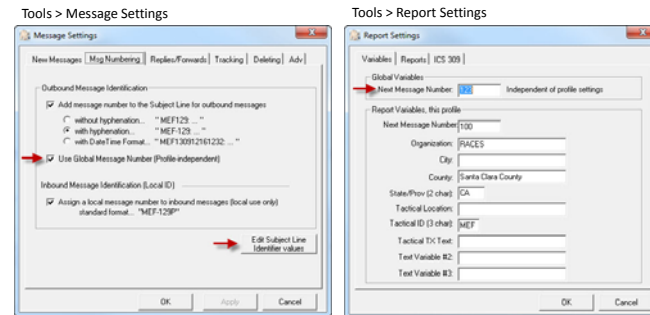 Tools > Message Settings
Message Settings
New Messages Msg Numbering Replies/Forwards Tracking Deleting Adv
Outbound Message Identification
Add message number to the Subject Line for outbound messages
without hyphenation... "MEF129: ..."
with hyphenation... "MEF-129: ..."
with DateTime Format... "MEF130912161232: ..."
Use Global Message Number (Profile-independent)
Inbound Message Identification (Local ID)
Assign a local message number to inbound messages (local use only)
standard format... "MEF-129P"
Edit Subject Line
Identifier values
OK Apply Cancel
Tools > Report Settings
Report Settings
Variables Reports ICS 309
Global Variables
Next Message Number: Independent of profile settings
Report Variables, this profile
Next Message Number: 100
Organization: RACES
City:
County: Santa Clara County
State/Prov (2 char): CA
Tactical Location:
Tactical ID (3 char): MEF
Tactical TX Text:
Text Variable #2:
Text Variable #3:
OK Cancel